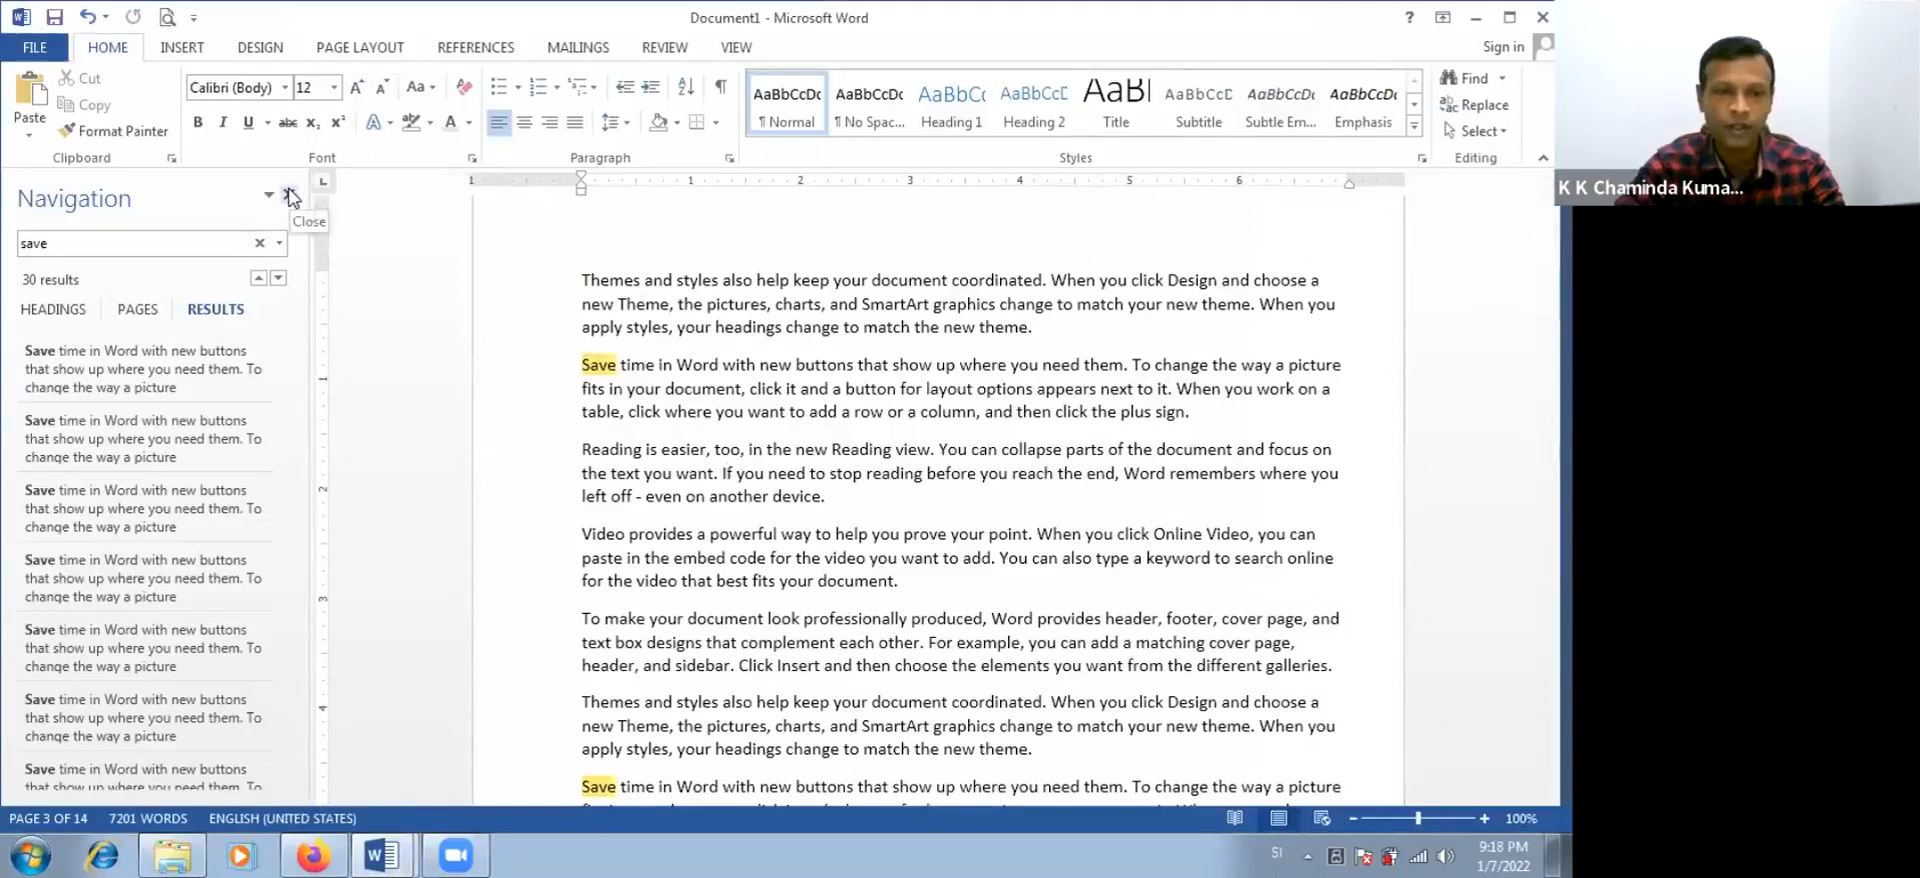 Document1 - Microsoft Word
?
FILE HOME INSERT DESIGN PAGE LAYOUT REFERENCES MAILINGS REVIEW VIEW Sign in
Paste
Cut
Copy
Format Painter
Clipboard
Calibri (Body) 12
Font
Paragraph
AaBbCcDc AaBbCcDc AaBbCc AaBbCcD AaBl AaBbCcD AaBbCcDc AaBbCcDc
¶ Normal ¶ No Spac... Heading 1 Heading 2 Title Subtitle Subtle Em... Emphasis
Styles
Find
Replace
Select
Editing
K K Chaminda Kuma...
Navigation
Close
save
30 results
HEADINGS PAGES RESULTS
Save time in Word with new buttons
that show up where you need them. To
change the way a picture
Save time in Word with new buttons
that show up where you need them. To
change the way a picture
Save time in Word with new buttons
that show up where you need them. To
change the way a picture
Save time in Word with new buttons
that show up where you need them. To
change the way a picture
Save time in Word with new buttons
that show up where you need them. To
change the way a picture
Save time in Word with new buttons
that show up where you need them. To
change the way a picture
Save time in Word with new buttons
that show up where you need them. To
1 1 2 3 4 5 6
1
2
3
4
Themes and styles also help keep your document coordinated. When you click Design and choose a
new Theme, the pictures, charts, and SmartArt graphics change to match your new theme. When you
apply styles, your headings change to match the new theme.
Save time in Word with new buttons that show up where you need them. To change the way a picture
fits in your document, click it and a button for layout options appears next to it. When you work on a
table, click where you want to add a row or a column, and then click the plus sign.
Reading is easier, too, in the new Reading view. You can collapse parts of the document and focus on
the text you want. If you need to stop reading before you reach the end, Word remembers where you
left off - even on another device.
Video provides a powerful way to help you prove your point. When you click Online Video, you can
paste in the embed code for the video you want to add. You can also type a keyword to search online
for the video that best fits your document.
To make your document look professionally produced, Word provides header, footer, cover page, and
text box designs that complement each other. For example, you can add a matching cover page,
header, and sidebar. Click Insert and then choose the elements you want from the different galleries.
Themes and styles also help keep your document coordinated. When you click Design and choose a
new Theme, the pictures, charts, and SmartArt graphics change to match your new theme. When you
apply styles, your headings change to match the new theme.
Save time in Word with new buttons that show up where you need them. To change the way a picture
PAGE 3 OF 14 7201 WORDS ENGLISH (UNITED STATES) 100%
SI
9:18 PM
1/7/2022